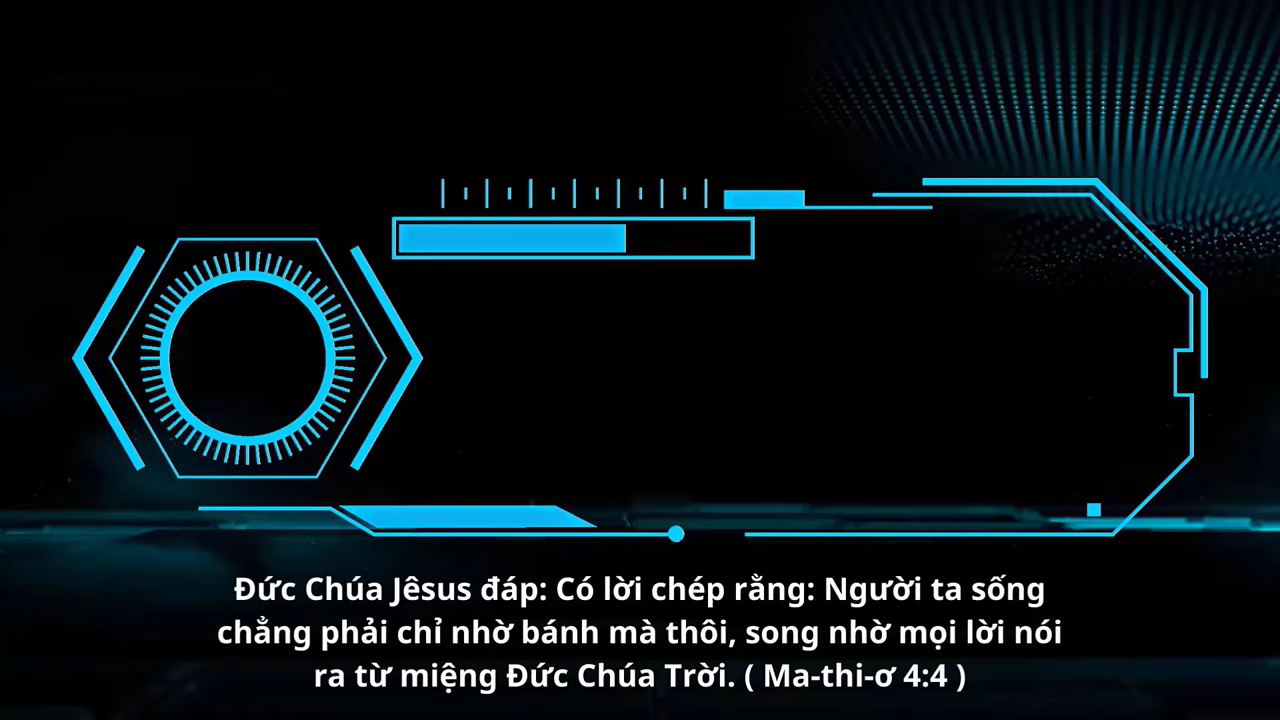 Đức Chúa Jêsus đáp: Có lời chép rằng: Người ta sống
chẳng phải chỉ nhờ bánh mà thôi, song nhờ mọi lời nói
ra từ miệng Đức Chúa Trời. ( Ma-thi-ơ 4:4 )